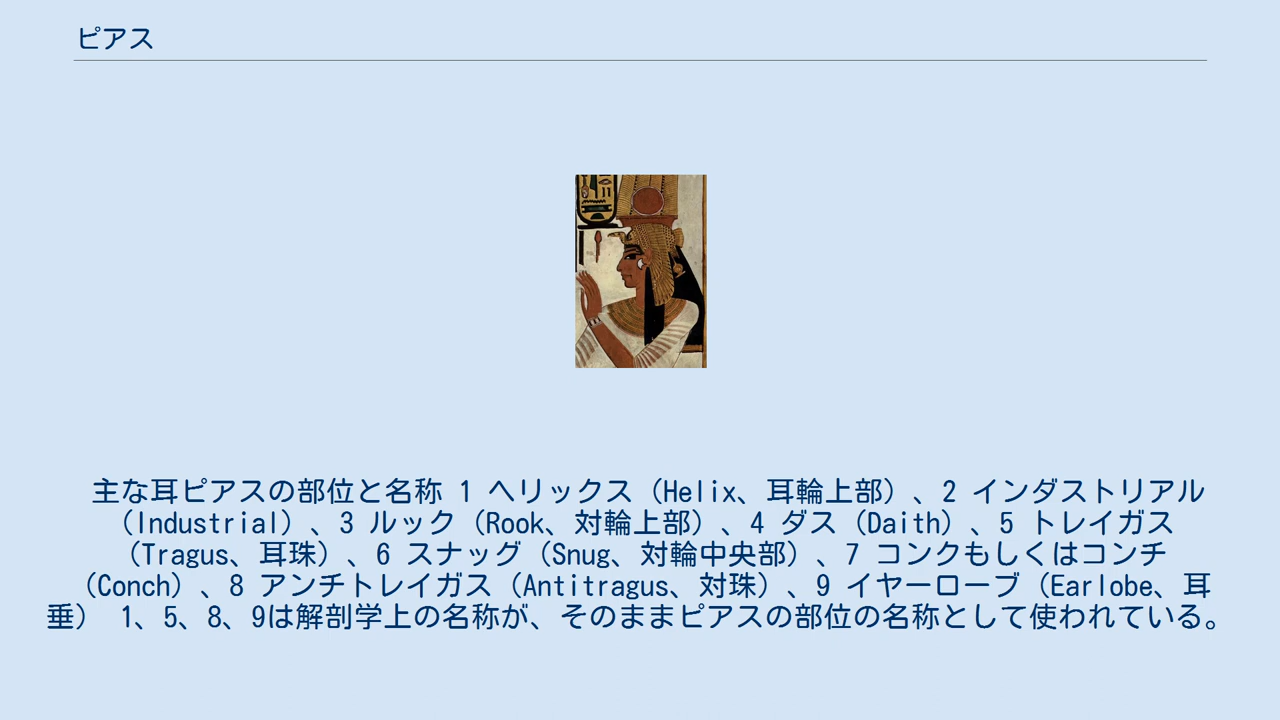 ピアス
主な耳ピアスの部位と名称 1 ヘリックス（Helix、耳輪上部）、2 インダストリアル
（Industrial）、3 ルック（Rook、対輪上部）、4 ダス（Daith）、5 トレイガス
（Tragus、耳珠）、6 スナッグ（Snug、対輪中央部）、7 コンクもしくはコンチ
（Conch）、8 アンチトレイガス（Antitragus、対珠）、9 イヤーローブ（Earlobe、耳
垂） 1、5、8、9は解剖学上の名称が、そのままピアスの部位の名称として使われている。